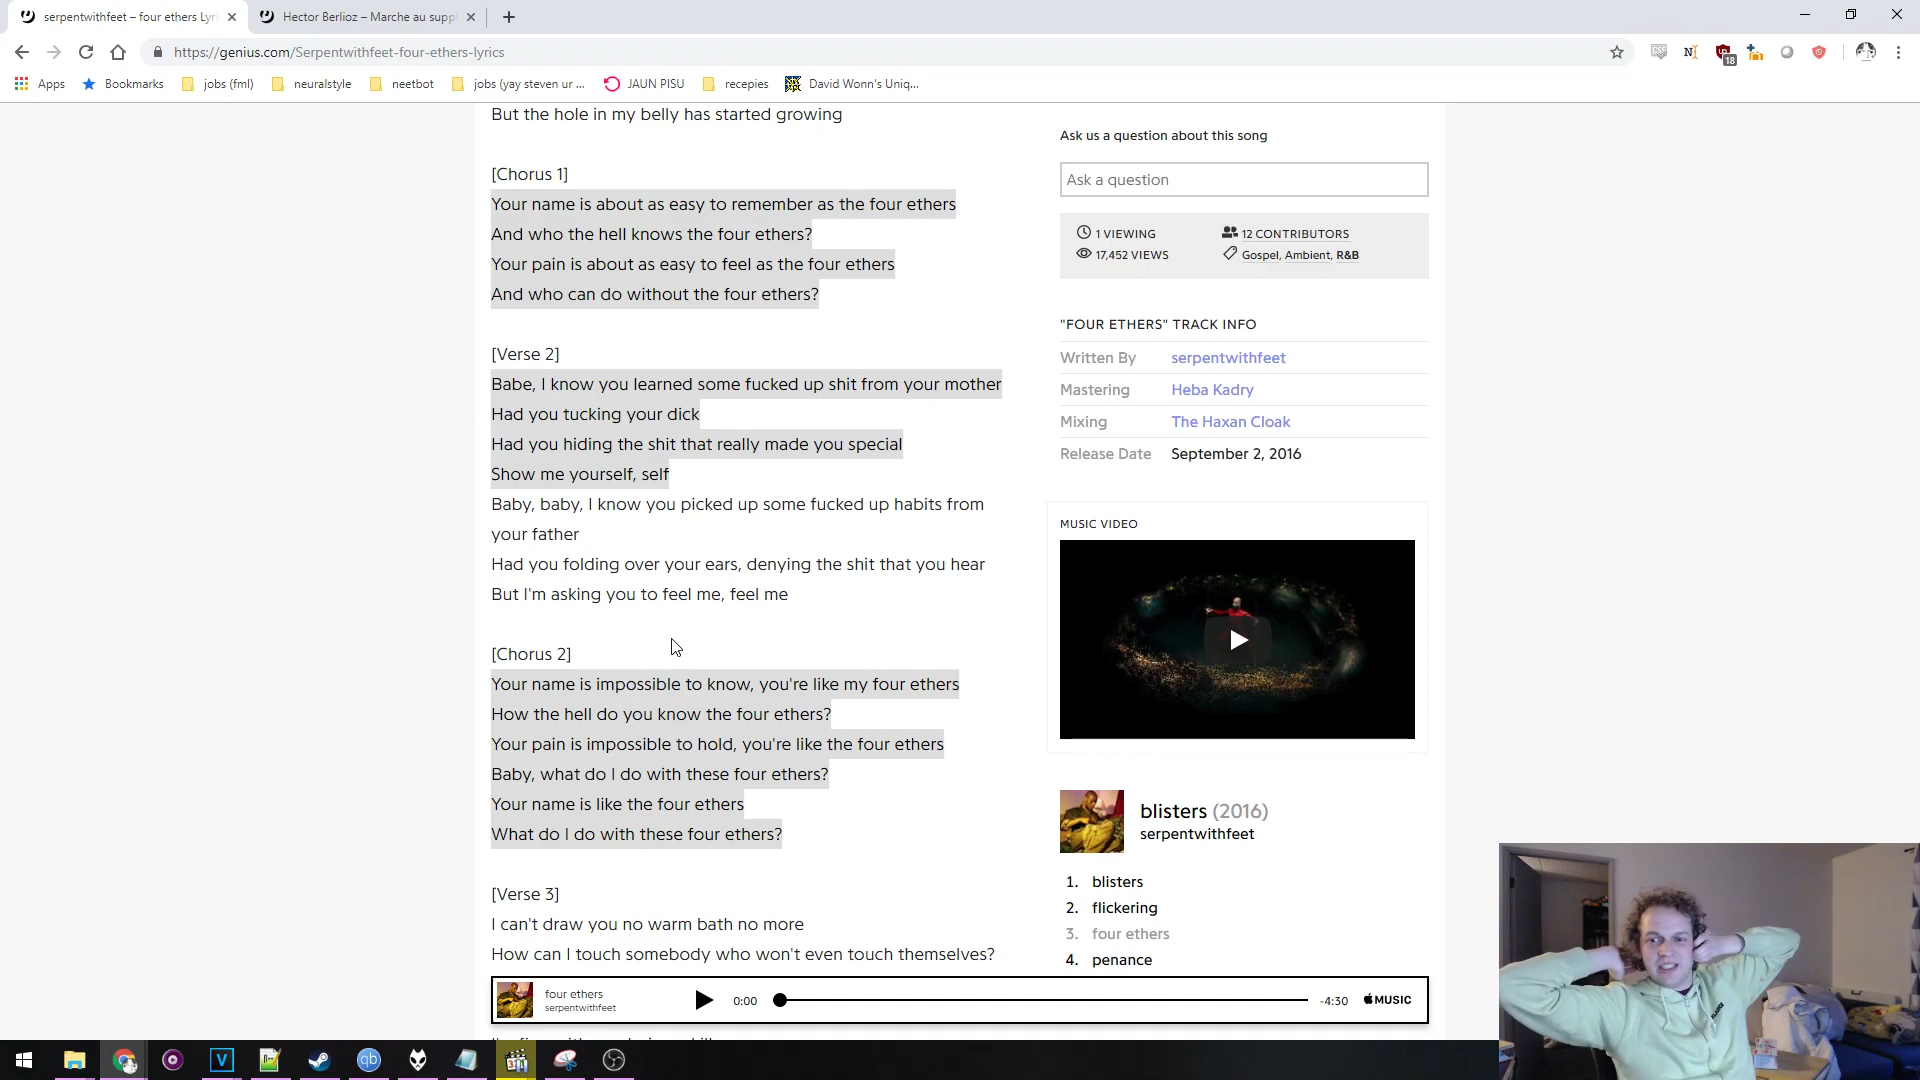 serpentwithfeet – four ethers Lyri
Hector Berlioz – Marche au suppl
https://genius.com/Serpentwithfeet-four-ethers-lyrics
18
Apps
Bookmarks
jobs (fml)
neuralstyle
neetbot
jobs (yay steven ur ...
JAUN PISU
recepies
David Wonn's Uniq...
But the hole in my belly has started growing
[Chorus 1]
Your name is about as easy to remember as the four ethers
And who the hell knows the four ethers?
Your pain is about as easy to feel as the four ethers
And who can do without the four ethers?
[Verse 2]
Babe, I know you learned some fucked up shit from your mother
Had you tucking your dick
Had you hiding the shit that really made you special
Show me yourself, self
Baby, baby, I know you picked up some fucked up habits from
your father
Had you folding over your ears, denying the shit that you hear
But I'm asking you to feel me, feel me
[Chorus 2]
Your name is impossible to know, you're like my four ethers
How the hell do you know the four ethers?
Your pain is impossible to hold, you're like the four ethers
Baby, what do I do with these four ethers?
Your name is like the four ethers
What do I do with these four ethers?
[Verse 3]
I can't draw you no warm bath no more
How can I touch somebody who won't even touch themselves?
Ask us a question about this song
Ask a question
1 VIEWING
12 CONTRIBUTORS
17,452 VIEWS
Gospel, Ambient, R&B
"FOUR ETHERS" TRACK INFO
Written By serpentwithfeet
Mastering Heba Kadry
Mixing The Haxan Cloak
Release Date September 2, 2016
MUSIC VIDEO
blisters (2016)
serpentwithfeet
1. blisters
2. flickering
3. four ethers
4. penance
four ethers
serpentwithfeet
0:00
-4:30
MUSIC